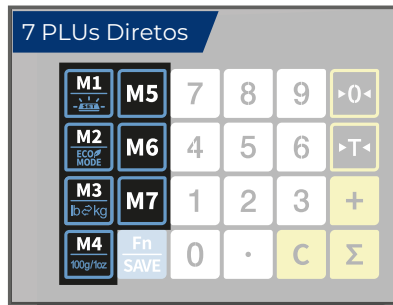 7 PLUs Diretos
M1 M5 7 8 9 ▸0◂
SET
M2 M6 4 5 6 ▸T◂
ECO
MODE
M3 M7 1 2 3 +
lb kg
M4 Fn 0 . C Σ
100g/1oz SAVE